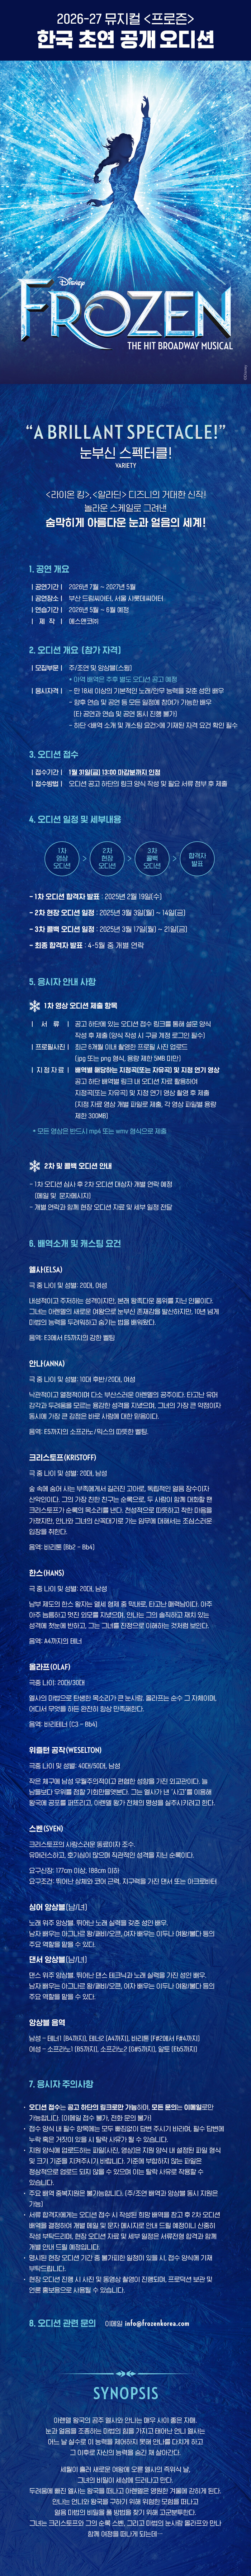 2026-27 뮤지컬 <프로즌>
한국 초연 공개 오디션
Disney
FROZEN
THE HIT BROADWAY MUSICAL
“A BRILLANT SPECTACLE!”
눈부신 스펙터클!
VARIETY
<라이온 킹>, <알라딘> 디즈니의 거대한 신작!
놀라운 스케일로 그려낸
숨막히게 아름다운 눈과 얼음의 세계!
1. 공연 개요
| 공연기간 | 2026년 7월 ~ 2027년 5월
| 공연장소 | 부산 드림씨어터, 서울 샤롯데씨어터
| 연습기간 | 2026년 5월 ~ 6월 예정
| 제 작 | 에스앤코㈜
2. 오디션 개요 (참가 자격)
| 모집부문 | 주/조연 및 앙상블(스윙)
* 아역 배역은 추후 별도 오디션 공고 예정
| 응시자격 | - 만 18세 이상의 기본적인 노래/안무 능력을 갖춘 성인 배우
- 향후 연습 및 공연 등 모든 일정에 참여가 가능한 배우
(타 공연과 연습 및 공연 동시 진행 불가)
- 하단 <배역 소개 및 캐스팅 요건>에 기재된 자격 요건 확인 필수
3. 오디션 접수
| 접수기간 | 1월 31일(금) 13:00 마감분까지 인정
| 접수방법 | 오디션 공고 하단의 링크 양식 작성 및 필요 서류 첨부 후 제출
4. 오디션 일정 및 세부내용
1차
영상
오디션
>
2차
현장
오디션
>
3차
콜백
오디션
>
합격자
발표
- 1차 오디션 합격자 발표 : 2025년 2월 19일(수)
- 2차 현장 오디션 일정 : 2025년 3월 3일(월) ~ 14일(금)
- 3차 콜백 오디션 일정 : 2025년 3월 17일(월) ~ 21일(금)
- 최종 합격자 발표 : 4-5월 중 개별 연락
5. 응시자 안내 사항
1차 영상 오디션 제출 항목
| 서 류 | 공고 하단에 있는 오디션 접수 링크를 통해 설문 양식
작성 후 제출 (양식 작성 시 구글 계정 로그인 필수)
| 프로필사진 | 최근 6개월 이내 촬영한 프로필 사진 업로드
(jpg 또는 png 형식, 용량 제한 5MB 미만)
| 지정자료 | 배역별 해당하는 지정곡(또는 자유곡) 및 지정 연기 영상
공고 하단 배역별 링크 내 오디션 자료 활용하여
지정곡(또는 자유곡) 및 지정 연기 영상 촬영 후 제출
(지정 자료 영상 개별 파일로 제출, 각 영상 파일별 용량
제한 300MB)
* 모든 영상은 반드시 mp4 또는 wmv 형식으로 제출
2차 및 콜백 오디션 안내
- 1차 오디션 심사 후 2차 오디션 대상자 개별 연락 예정
(메일 및 문자메시지)
- 개별 연락과 함께 현장 오디션 자료 및 세부 일정 전달
6. 배역소개 및 캐스팅 요건
엘사(ELSA)
극 중 나이 및 성별: 20대, 여성
내성적이고 주저하는 성격이지만, 본래 왕족다운 품위를 지닌 인물이다.
그녀는 아렌델의 새로운 여왕으로 눈부신 존재감을 발산하지만, 10년 넘게
마법의 능력을 두려워하고 숨기는 법을 배워왔다.
음역: E3에서 E5까지의 강한 벨팅
안나(ANNA)
극 중 나이 및 성별: 10대 후반/20대, 여성
낙관적이고 열정적이며 다소 부산스러운 아렌델의 공주이다. 타고난 유머
감각과 두려움을 모르는 용감한 성격을 지녔으며, 그녀의 가장 큰 약점이자
동시에 가장 큰 강점은 바로 사랑에 대한 믿음이다.
음역: E5까지의 소프라노/믹스의 따뜻한 벨팅.
크리스토프(KRISTOFF)
극 중 나이 및 성별: 20대, 남성
숲 속에 숨어 사는 부족에게서 길러진 고아로, 독립적인 얼음 장수이자
산악인이다. 그의 가장 친한 친구는 순록으로, 두 사람이 함께 대화할 땐
크리스토프가 순록의 목소리를 낸다. 천성적으로 따뜻하고 착한 마음을
가졌지만, 안나와 그녀의 신곡대기로 가는 임무에 대해서는 조심스러운
입장을 취한다.
음역: 바리톤 (Bb2 - Bb4)
한스(HANS)
극 중 나이 및 성별: 20대, 남성
남부 제도의 한스 왕자는 열세 형제 중 막내로, 타고난 매력남이다. 아주
아주 능름하고 멋진 외모를 지녔으며, 안나는 그의 솔직하고 재치 있는
성격에 첫눈에 반하고, 그는 그녀를 진정으로 이해하는 것처럼 보인다.
음역: A4까지의 테너
올라프(OLAF)
극중 나이: 20대/30대
엘사의 마법으로 탄생한 목소리가 큰 눈사람. 올라프는 순수 그 자체이며,
어디서 무엇을 하든 완전히 항상 만족해한다.
음역: 바리테너 (C3 - Bb4)
위즐턴 공작(WESELTON)
극중 나이 및 성별: 40대/50대, 남성
작은 체구에 남성 우월주의적이고 편협한 성향을 가진 외교관이다. 늘
남들보다 우위를 점할 기회만을 엿본다. 그는 엘사가 낸 ‘사고’를 이용해
왕국에 공포를 퍼뜨리고, 아렌델 왕가 전체의 명성을 실추시키려고 한다.
스벤(SVEN)
크리스토프의 사랑스러운 동료이자 조수.
유머러스하고, 호기심이 많으며 직관적인 성격을 지닌 순록이다.
요구신장: 177cm 이상, 188cm 이하
요구조건: 뛰어난 상체와 코어 근력, 지구력을 가진 댄서 또는 아크로바터
싱어 앙상블(남/녀)
노래 위주 앙상블. 뛰어난 노래 실력을 갖춘 성인 배우.
남자 배우는 아그나르 왕/패비/오큰, 여자 배우는 이두나 여왕/불다 등의
주요 역할을 맡을 수 있다.
댄서 앙상블(남/녀)
댄스 위주 앙상블. 뛰어난 댄스 테크닉과 노래 실력을 가진 성인 배우.
남자 배우는 아그나르 왕/패비/오큰, 여자 배우는 이두나 여왕/불다 등의
주요 역할을 맡을 수 있다.
앙상블 음역
남성 - 테너1 (B4까지), 테너2 (A4까지), 바리톤 (F#2에서 F#4까지)
여성 - 소프라노1 (B5까지), 소프라노2 (G#5까지), 알토 (Eb5까지)
7. 응시자 주의사항
· 오디션 접수는 공고 하단의 링크로만 가능하며, 모든 문의는 이메일로만
가능합니다. (이메일 접수 불가, 전화 문의 불가)
· 접수 양식 내 필수 항목에는 모두 빠짐없이 답변 주시기 바라며, 필수 답변에
누락 혹은 거짓이 있을 시 탈락 사유가 될 수 있습니다.
· 지원 양식에 업로드하는 파일(사진, 영상)은 지원 양식 내 설정된 파일 형식
및 크기 기준을 지켜주시기 바랍니다. 기준에 부합하지 않는 파일은
정상적으로 업로드 되지 않을 수 있으며 이는 탈락 사유로 작용할 수
있습니다.
· 주요 배역 중복지원은 불가능합니다. (주/조연 배역과 앙상블 동시 지원은
가능)
· 서류 합격자에게는 오디션 접수 시 작성된 희망 배역을 참고 후 2차 오디션
배역을 결정하여 개별 메일 및 문자 메시지로 안내 드릴 예정이니 신중히
작성 부탁드리며, 현장 오디션 자료 및 세부 일정은 서류전형 합격과 함께
개별 안내 드릴 예정입니다.
· 명시된 현장 오디션 기간 중 불가피한 일정이 있을 시, 접수 양식에 기재
부탁드립니다.
· 현장 오디션 진행 시 사진 및 동영상 촬영이 진행되며, 프로덕션 보관 및
언론 홍보용으로 사용될 수 있습니다.
8. 오디션 관련 문의 이메일 info@frozenkorea.com
SYNOPSIS
아렌델 왕국의 공주 엘사와 안나는 매우 사이 좋은 자매.
눈과 얼음을 조종하는 마법의 힘을 가지고 태어난 언니 엘사는
어느 날 실수로 이 능력을 제어하지 못해 안나를 다치게 하고
그 이후로 자신의 능력을 숨긴 채 살아간다.
세월이 흘러 새로운 여왕에 오른 엘사의 즉위식 날,
그녀의 비밀이 세상에 드러나고 만다.
두려움에 빠진 엘사는 왕국을 떠나고 아렌델은 영원한 겨울에 갇히게 된다.
안나는 언니와 왕국을 구하기 위해 위험한 모험을 떠나고
얼음 마법의 비밀을 풀 방법을 찾기 위해 고군분투한다.
그녀는 크리스토프와 그의 순록 스벤, 그리고 마법의 눈사람 올라프와 만나
함께 여정을 떠나게 되는데…